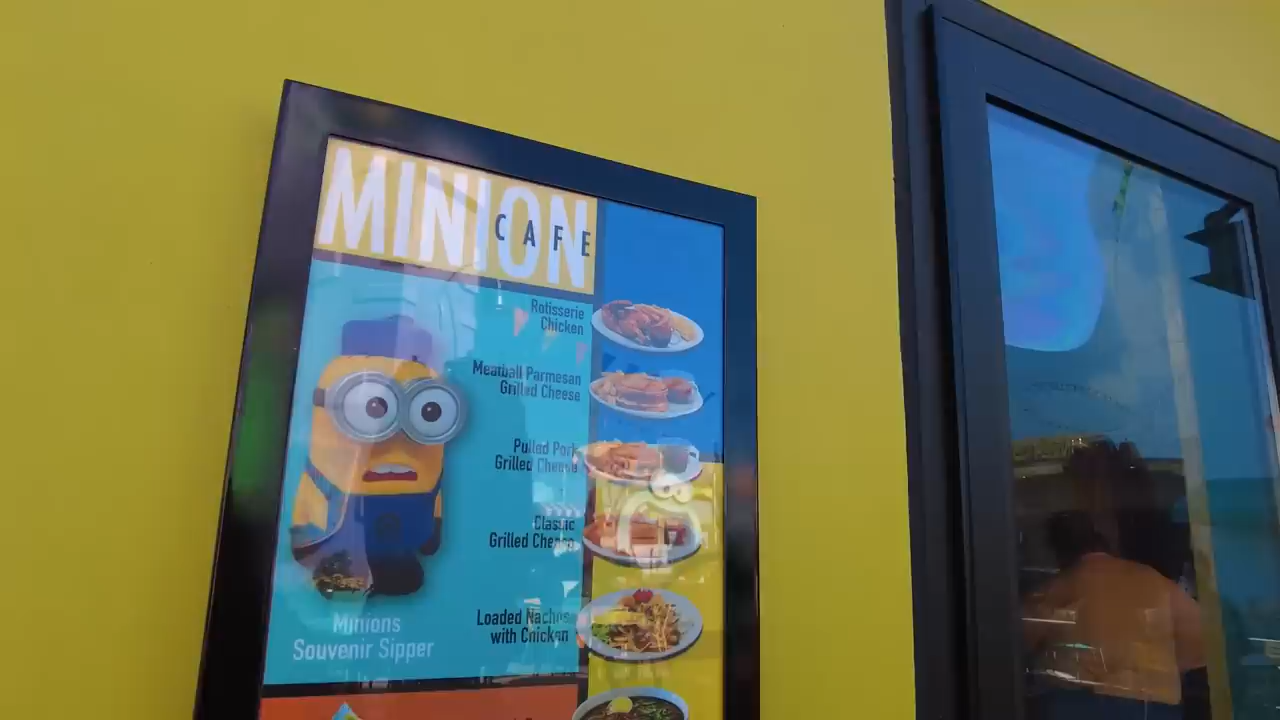 MINION
CAFE
Rotisserie
Chicken
Meatball Parmesan
Grilled Cheese
Pulled Pork
Grilled Cheese
Classic
Grilled Cheese
Loaded Nachos
with Chicken
Minions
Souvenir Sipper